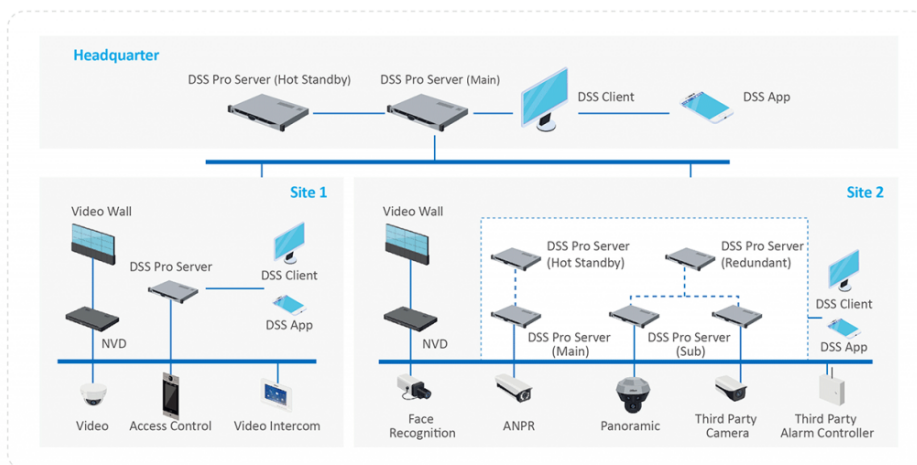 Headquarter
DSS Pro Server (Hot Standby)
DSS Pro Server (Main)
DSS Client
DSS App
Site 1
Video Wall
DSS Pro Server
DSS Client
DSS App
NVD
Video
Access Control
Video Intercom
Site 2
Video Wall
DSS Pro Server
(Hot Standby)
DSS Pro Server
(Redundant)
DSS Client
DSS App
NVD
DSS Pro Server
(Main)
DSS Pro Server
(Sub)
Face
Recognition
ANPR
Panoramic
Third Party
Camera
Third Party
Alarm Controller